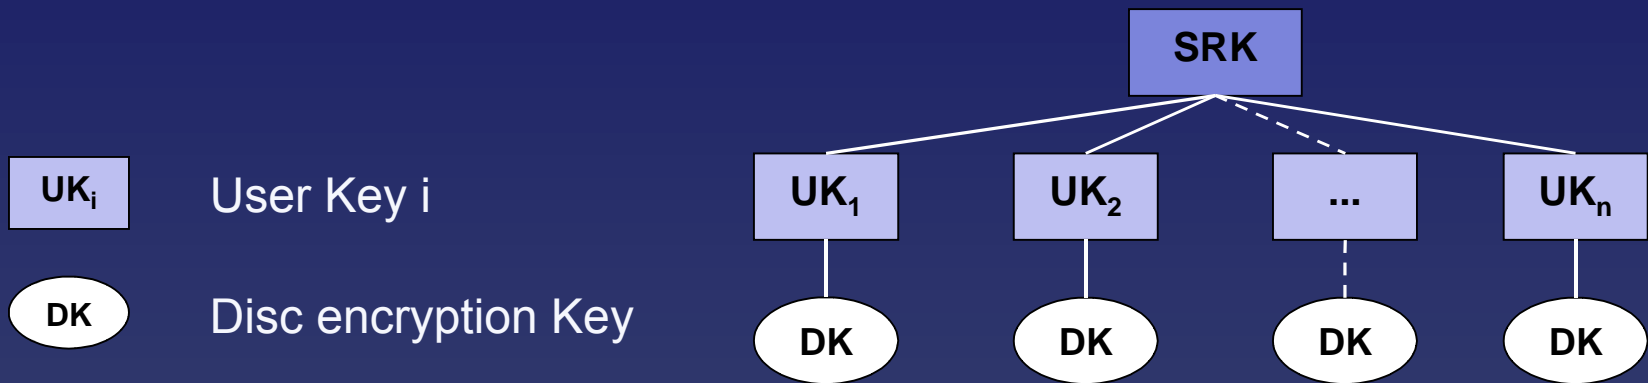 SRK
UKi User Key i
UK1 UK2 ... UKn
DK Disc encryption Key
DK DK DK DK